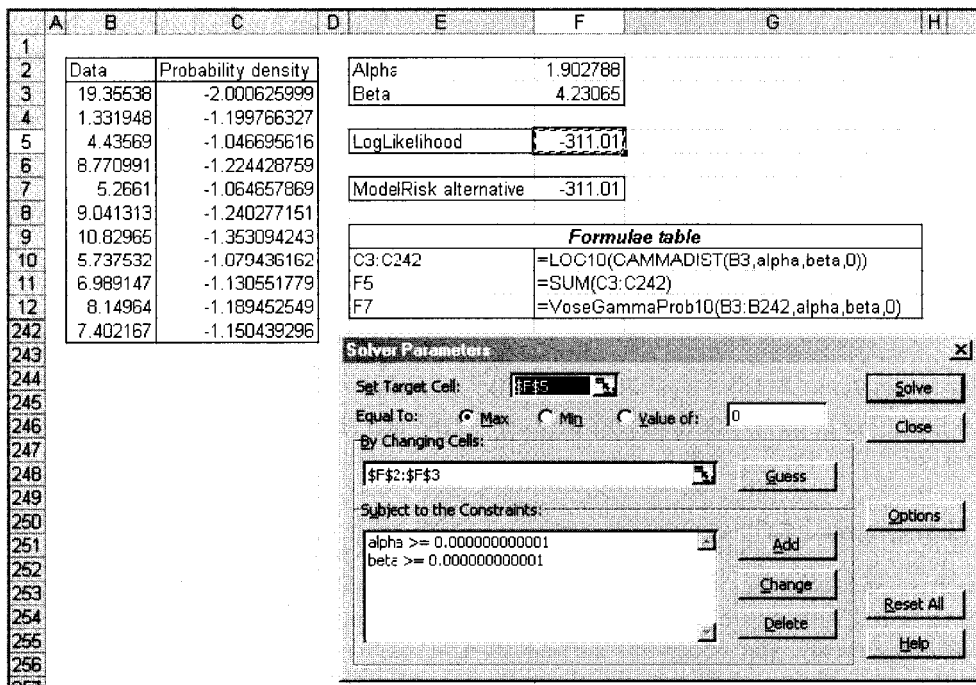 A B C D E F G H
1
2 Data Probability density Alpha 1.902788
3 19.35538 -2.000625999 Beta 4.23065
4 1.331948 -1.199766327
5 4.43569 -1.046695616 LogLikelihood -311.01
6 8.770991 -1.224428759
7 5.2661 -1.064657869 ModelRisk alternative -311.01
8 9.041313 -1.240277151
9 10.82965 -1.353094243 Formulae table
10 5.737532 -1.079436162 C3:C242 =LOG10(GAMMADIST(B3,alpha,beta,0))
11 6.989147 -1.130551779 F5 =SUM(C3:C242)
12 8.14964 -1.189452549 F7 =VoseGammaProb10(B3:B242,alpha,beta,0)
242 7.402167 -1.150439296
243 Solver Parameters
244 Set Target Cell: $F$5 Solve
245
246 Equal To: Max Min Value of: 0 Close
247 By Changing Cells:
248 $F$2:$F$3 Guess
249
250 Subject to the Constraints: Options
251 alpha >= 0.000000000001 Add
252 beta >= 0.000000000001
253 Change
254 Reset All
255 Delete
256 Help
257